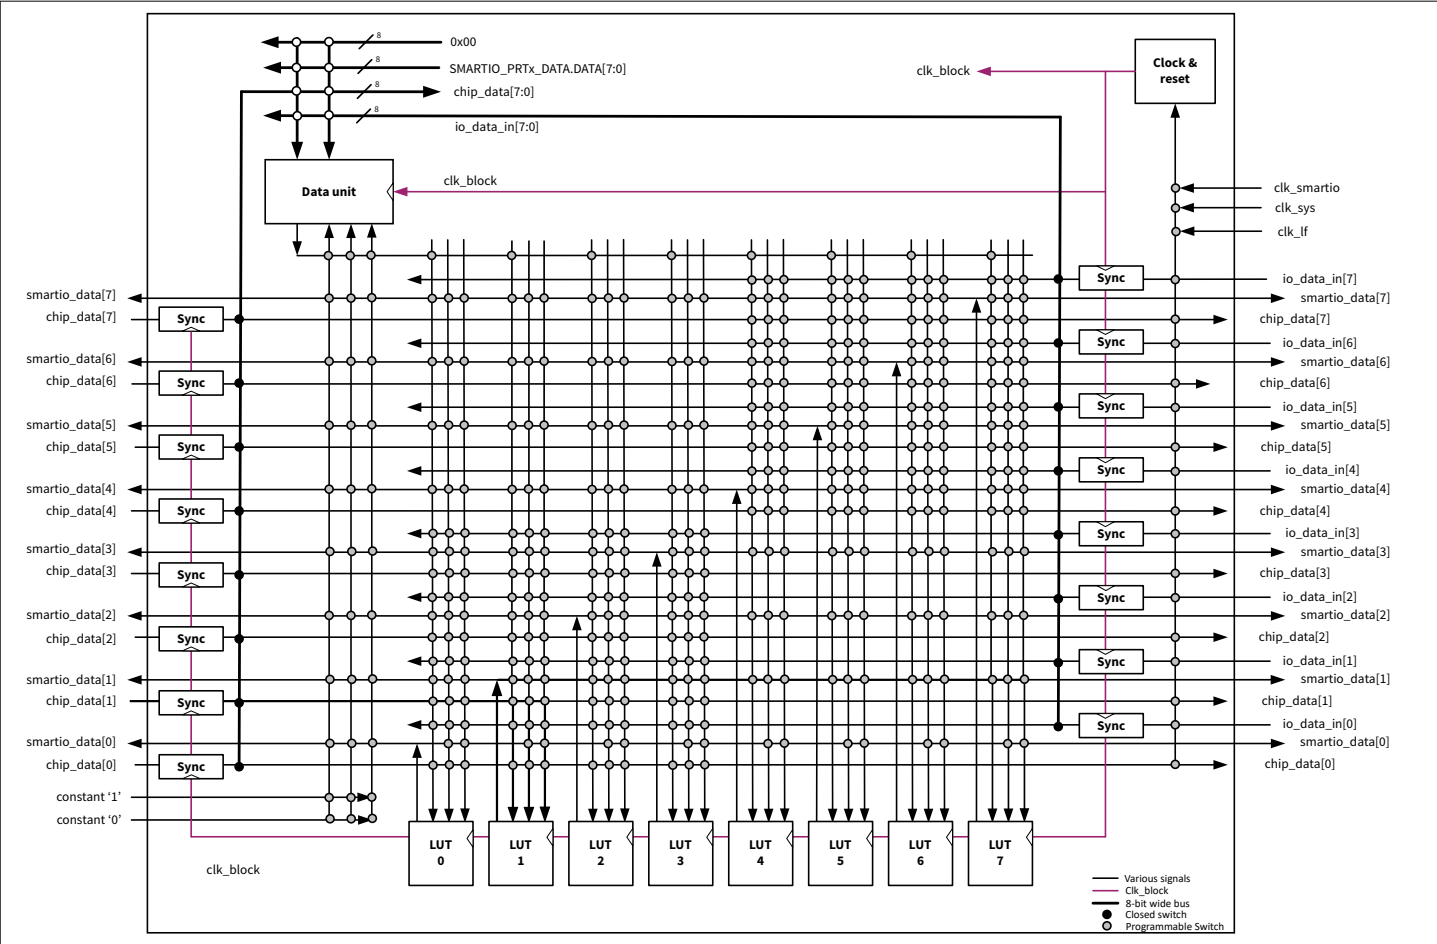 8
0x00
8
SMARTIO_PRTx_DATA.DATA[7:0]
8
chip_data[7:0]
8
io_data_in[7:0]
clk_block
Clock &
reset
Data unit
clk_block
clk_smartio
clk_sys
clk_lf
Sync
io_data_in[7]
smartio_data[7]
smartio_data[7]
chip_data[7]
Sync
chip_data[7]
Sync
io_data_in[6]
smartio_data[6]
smartio_data[6]
chip_data[6]
Sync
chip_data[6]
Sync
io_data_in[5]
smartio_data[5]
smartio_data[5]
chip_data[5]
Sync
chip_data[5]
Sync
io_data_in[4]
smartio_data[4]
smartio_data[4]
chip_data[4]
Sync
chip_data[4]
Sync
io_data_in[3]
smartio_data[3]
smartio_data[3]
chip_data[3]
Sync
chip_data[3]
Sync
io_data_in[2]
smartio_data[2]
smartio_data[2]
chip_data[2]
Sync
chip_data[2]
Sync
io_data_in[1]
smartio_data[1]
smartio_data[1]
chip_data[1]
Sync
chip_data[1]
Sync
io_data_in[0]
smartio_data[0]
smartio_data[0]
chip_data[0]
Sync
chip_data[0]
constant ‘1’
constant ‘0’
LUT
0
LUT
1
LUT
2
LUT
3
LUT
4
LUT
5
LUT
6
LUT
7
clk_block
Various signals
Clk_block
8-bit wide bus
Closed switch
Programmable Switch